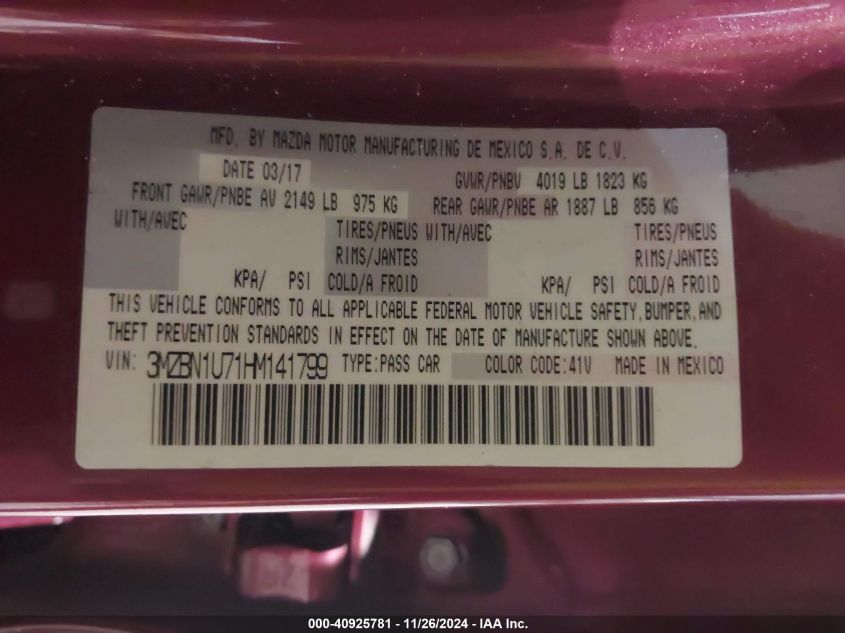 MFD. BY MAZDA MOTOR MANUFACTURING DE MEXICO S.A. DE C.V.
DATE 03/17 GVWR/PNBV 4019 LB 1823 KG
FRONT GAWR/PNBE AV 2149 LB 975 KG REAR GAWR/PNBE AR 1887 LB 856 KG
WITH/AVEC TIRES/PNEUS WITH/AVEC TIRES/PNEUS
RIMS/JANTES RIMS/JANTES
KPA/ PSI COLD/A FROID KPA/ PSI COLD/A FROID
THIS VEHICLE CONFORMS TO ALL APPLICABLE FEDERAL MOTOR VEHICLE SAFETY, BUMPER, AND
THEFT PREVENTION STANDARDS IN EFFECT ON THE DATE OF MANUFACTURE SHOWN ABOVE.
VIN: 3MZBN1U71HM141799 TYPE:PASS CAR COLOR CODE:41V MADE IN MEXICO
000-40925781 - 11/26/2024 - IAA Inc.